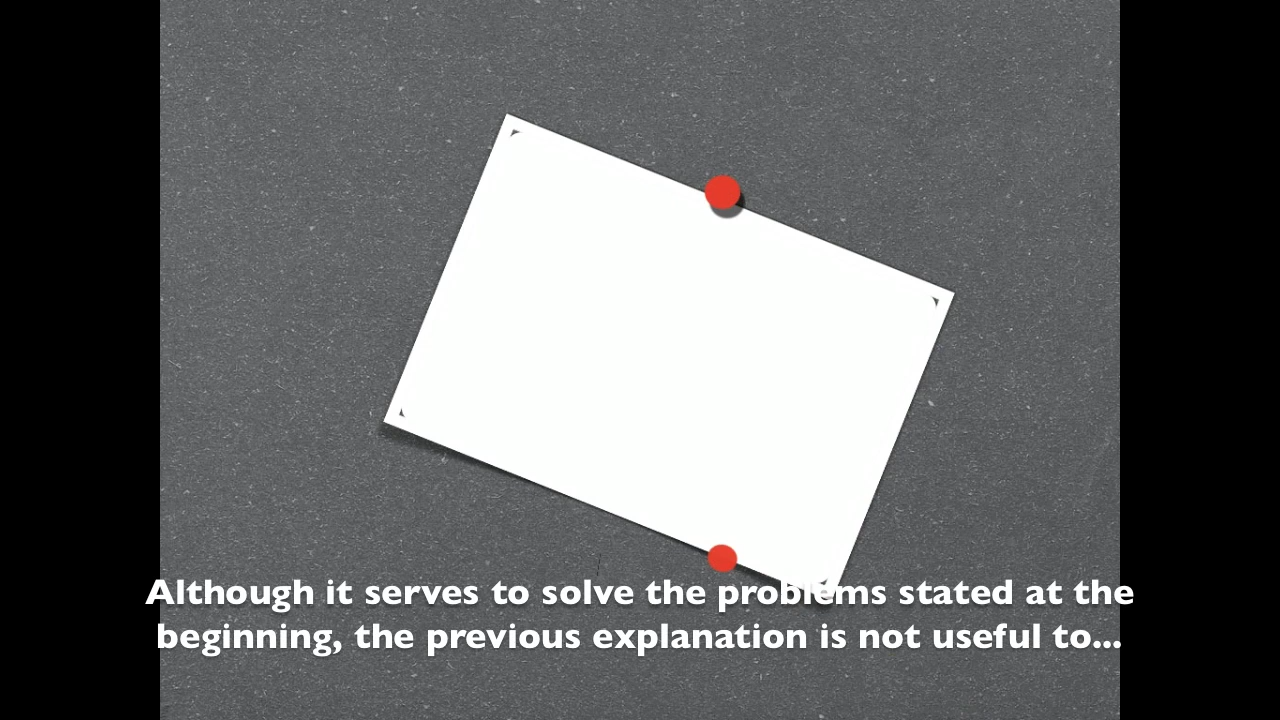 Although it serves to solve the problems stated at the
beginning, the previous explanation is not useful to...